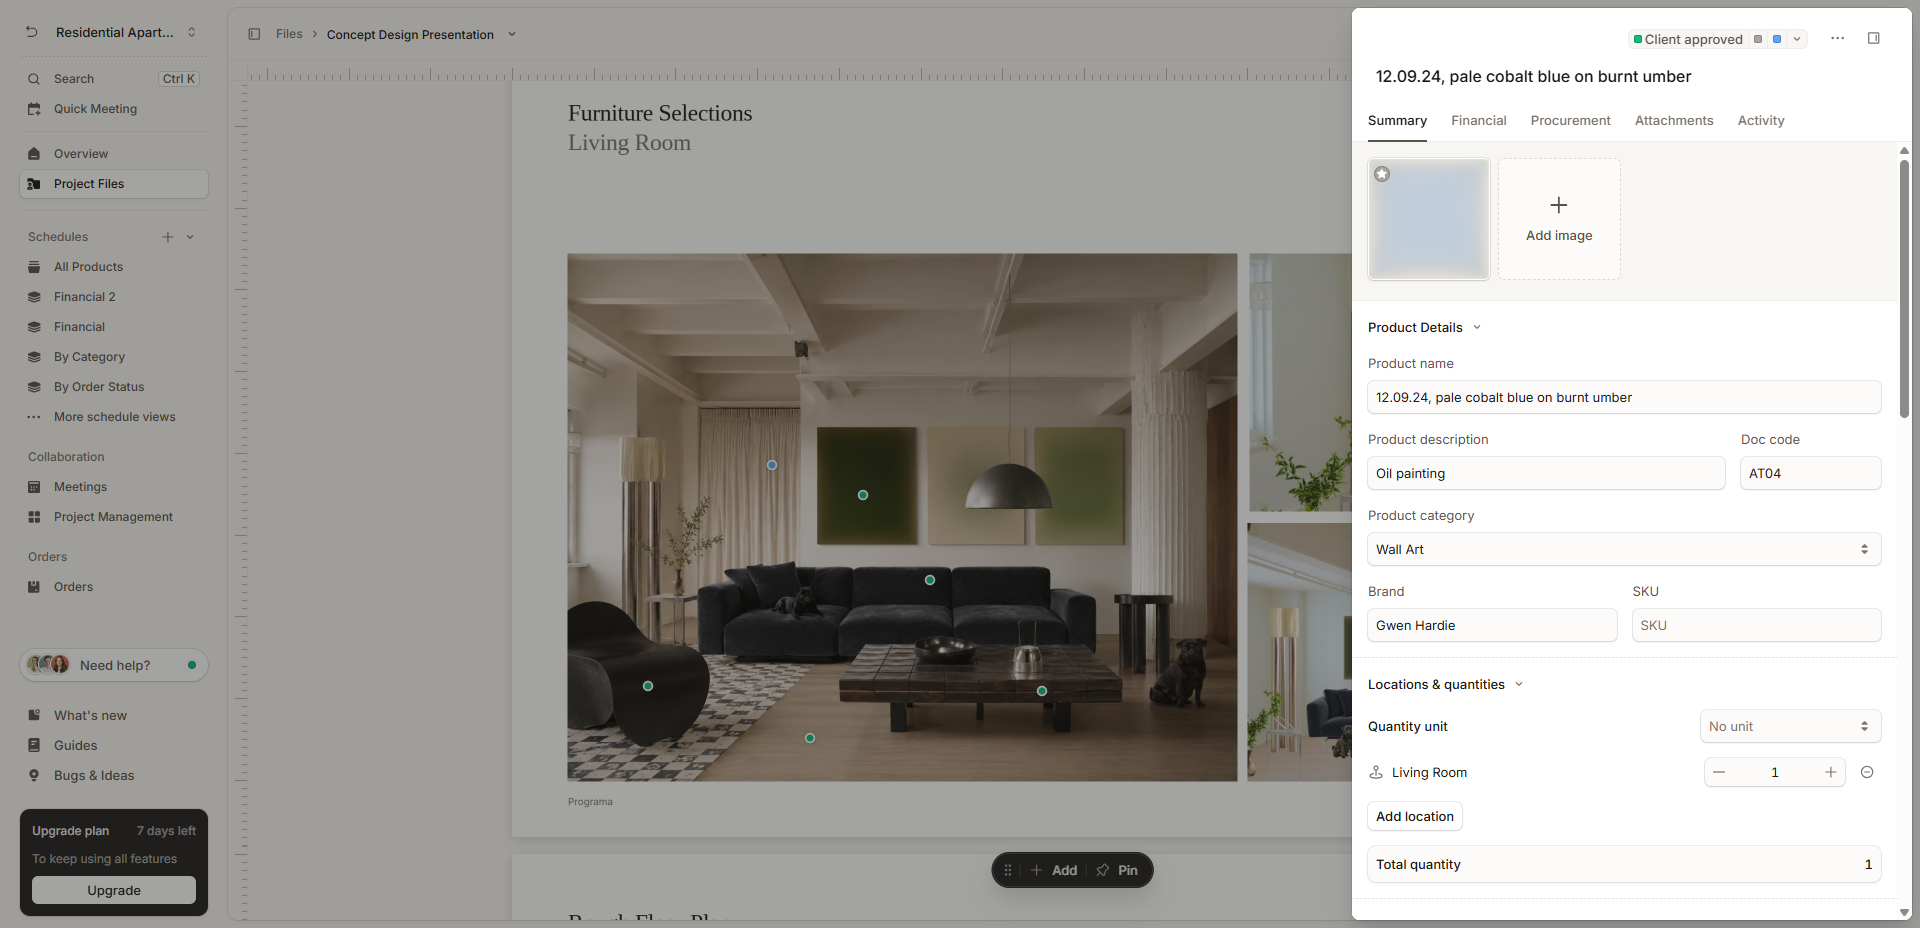 Residential Apart...
Search
Ctrl K
Quick Meeting
Overview
Project Files
Schedules
All Products
Financial 2
Financial
By Category
By Order Status
More schedule views
Collaboration
Meetings
Project Management
Orders
Orders
Need help?
What's new
Guides
Bugs & Ideas
Upgrade plan
7 days left
To keep using all features
Upgrade
Files
Concept Design Presentation
Furniture Selections
Living Room
Programa
Add
Pin
Client approved
12.09.24, pale cobalt blue on burnt umber
Summary
Financial
Procurement
Attachments
Activity
Add image
Product Details
Product name
12.09.24, pale cobalt blue on burnt umber
Product description
Doc code
Oil painting
AT04
Product category
Wall Art
Brand
SKU
Gwen Hardie
SKU
Locations & quantities
Quantity unit
No unit
Living Room
1
Add location
Total quantity
1